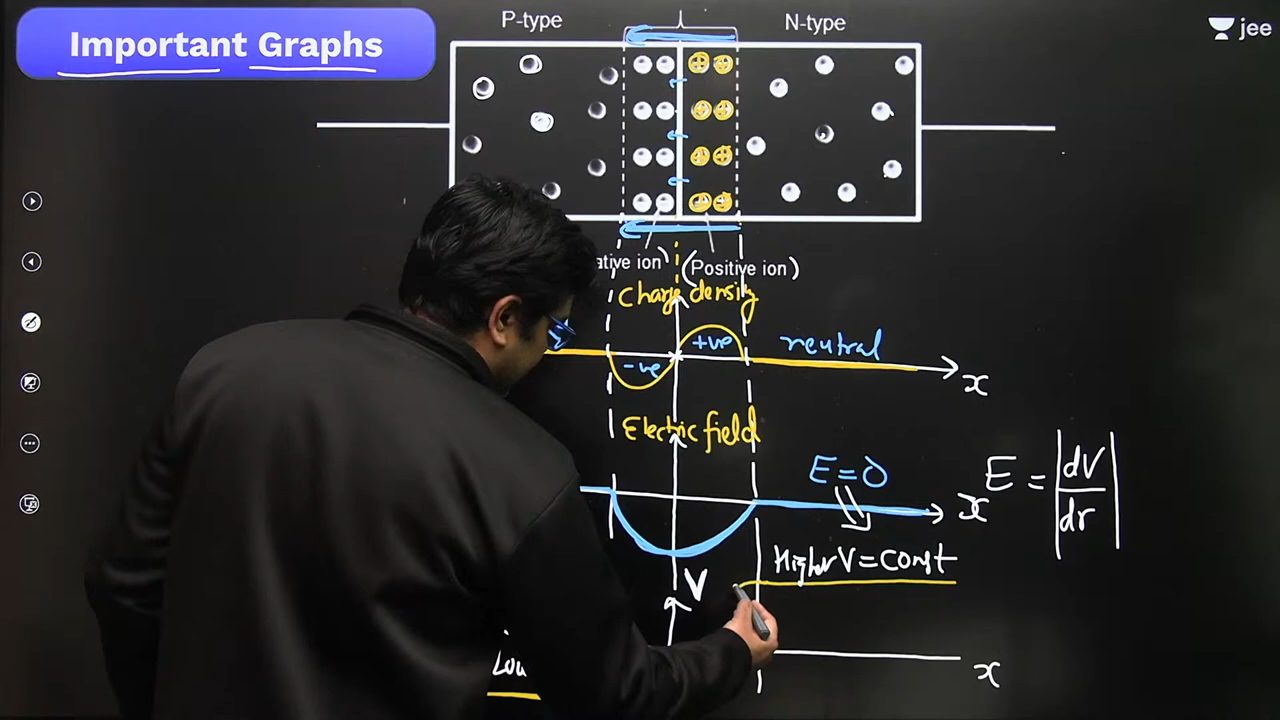 Important Graphs
P-type
N-type
jee
ative ion)
(Positive ion)
Charge density
-ve
+ve
neutral
x
Electric field
E=0
x
E = |dV/dr|
Higher V = Const
V
Low
x